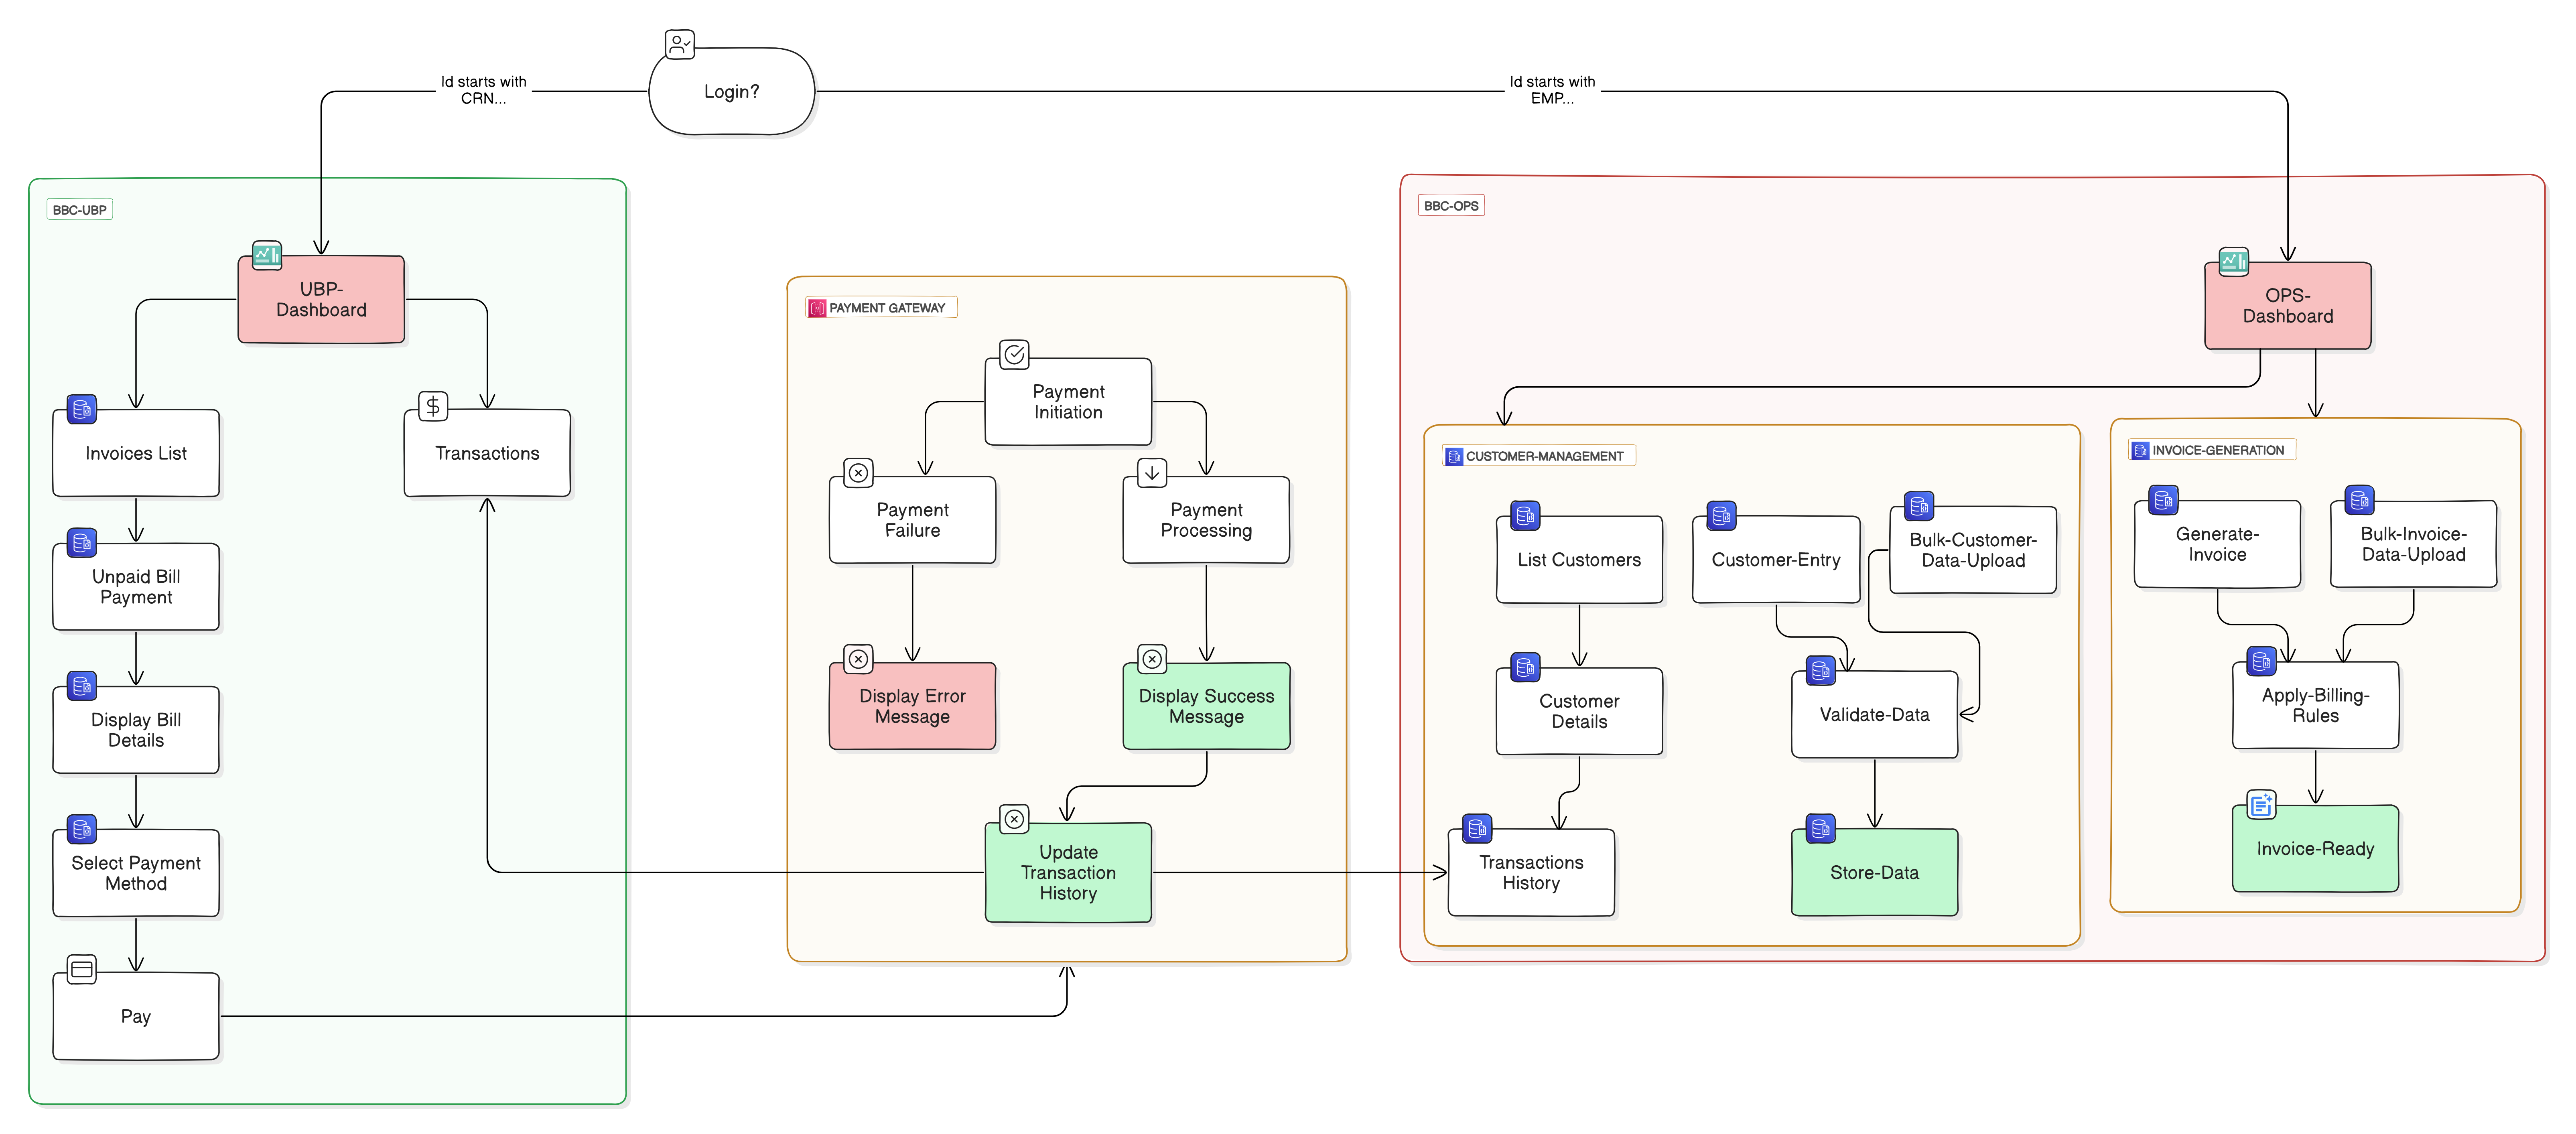 Login?
Id starts with
CRN...
Id starts with
EMP...
BBC-UBP
UBP-
Dashboard
Invoices List
Transactions
Unpaid Bill
Payment
Display Bill
Details
Select Payment
Method
Pay
PAYMENT GATEWAY
Payment
Initiation
Payment
Failure
Payment
Processing
Display Error
Message
Display Success
Message
Update
Transaction
History
BBC-OPS
OPS-
Dashboard
CUSTOMER-MANAGEMENT
List Customers
Customer-Entry
Bulk-Customer-
Data-Upload
Customer
Details
Validate-Data
Transactions
History
Store-Data
INVOICE-GENERATION
Generate-
Invoice
Bulk-Invoice-
Data-Upload
Apply-Billing-
Rules
Invoice-Ready